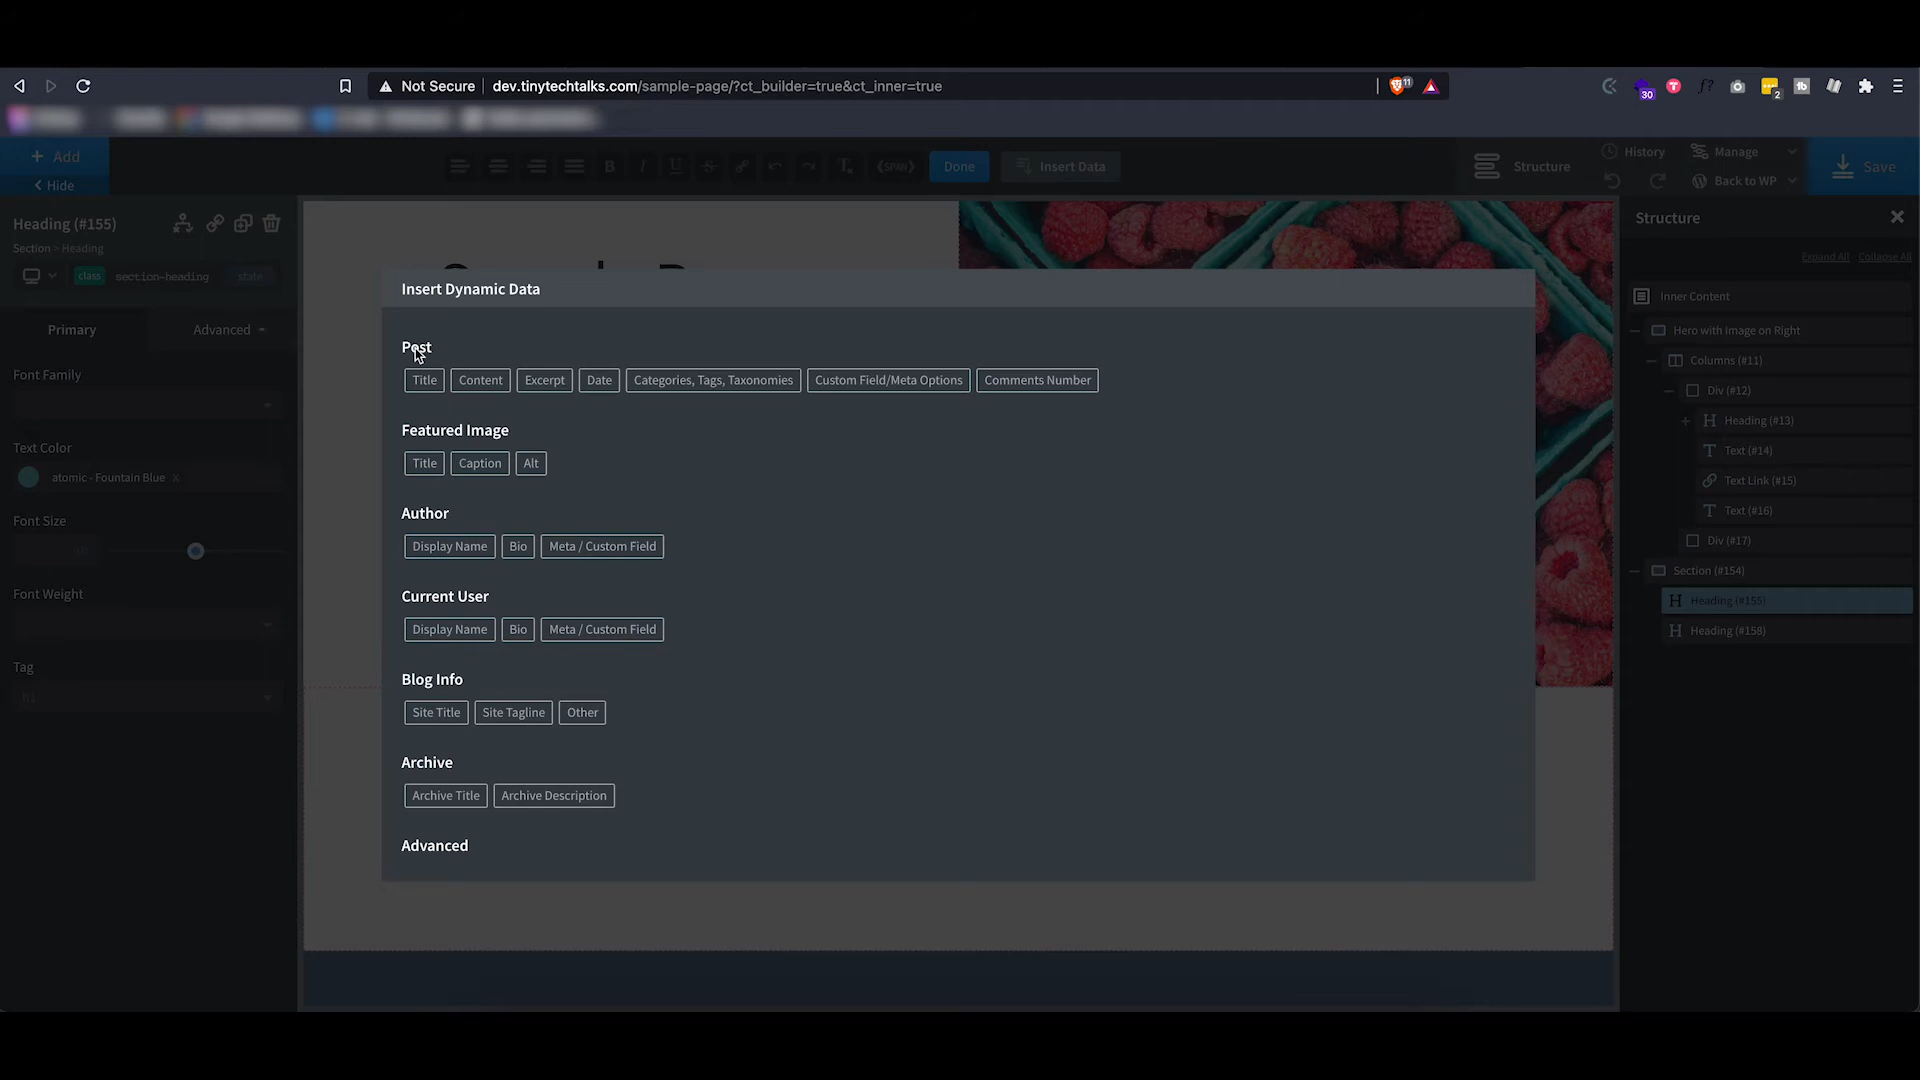 Not Secure dev.tinytechtalks.com/sample-page/?ct_builder=true&ct_inner=true
11
30
2
Add
Hide
B I U
<SPAN>
Done
Insert Data
Structure
History
Manage
Back to WP
Save
Heading (#155)
Section > Heading
class section-heading state
Primary Advanced
Font Family
Text Color
atomic - Fountain Blue x
Font Size
Font Weight
Tag
h1
Insert Dynamic Data
Post
Title Content Excerpt Date Categories, Tags, Taxonomies Custom Field/Meta Options Comments Number
Featured Image
Title Caption Alt
Author
Display Name Bio Meta / Custom Field
Current User
Display Name Bio Meta / Custom Field
Blog Info
Site Title Site Tagline Other
Archive
Archive Title Archive Description
Advanced
Structure
Expand All Collapse All
Inner Content
Hero with Image on Right
Columns (#11)
Div (#12)
Heading (#13)
Text (#14)
Text Link (#15)
Text (#16)
Div (#17)
Section (#154)
Heading (#155)
Heading (#158)